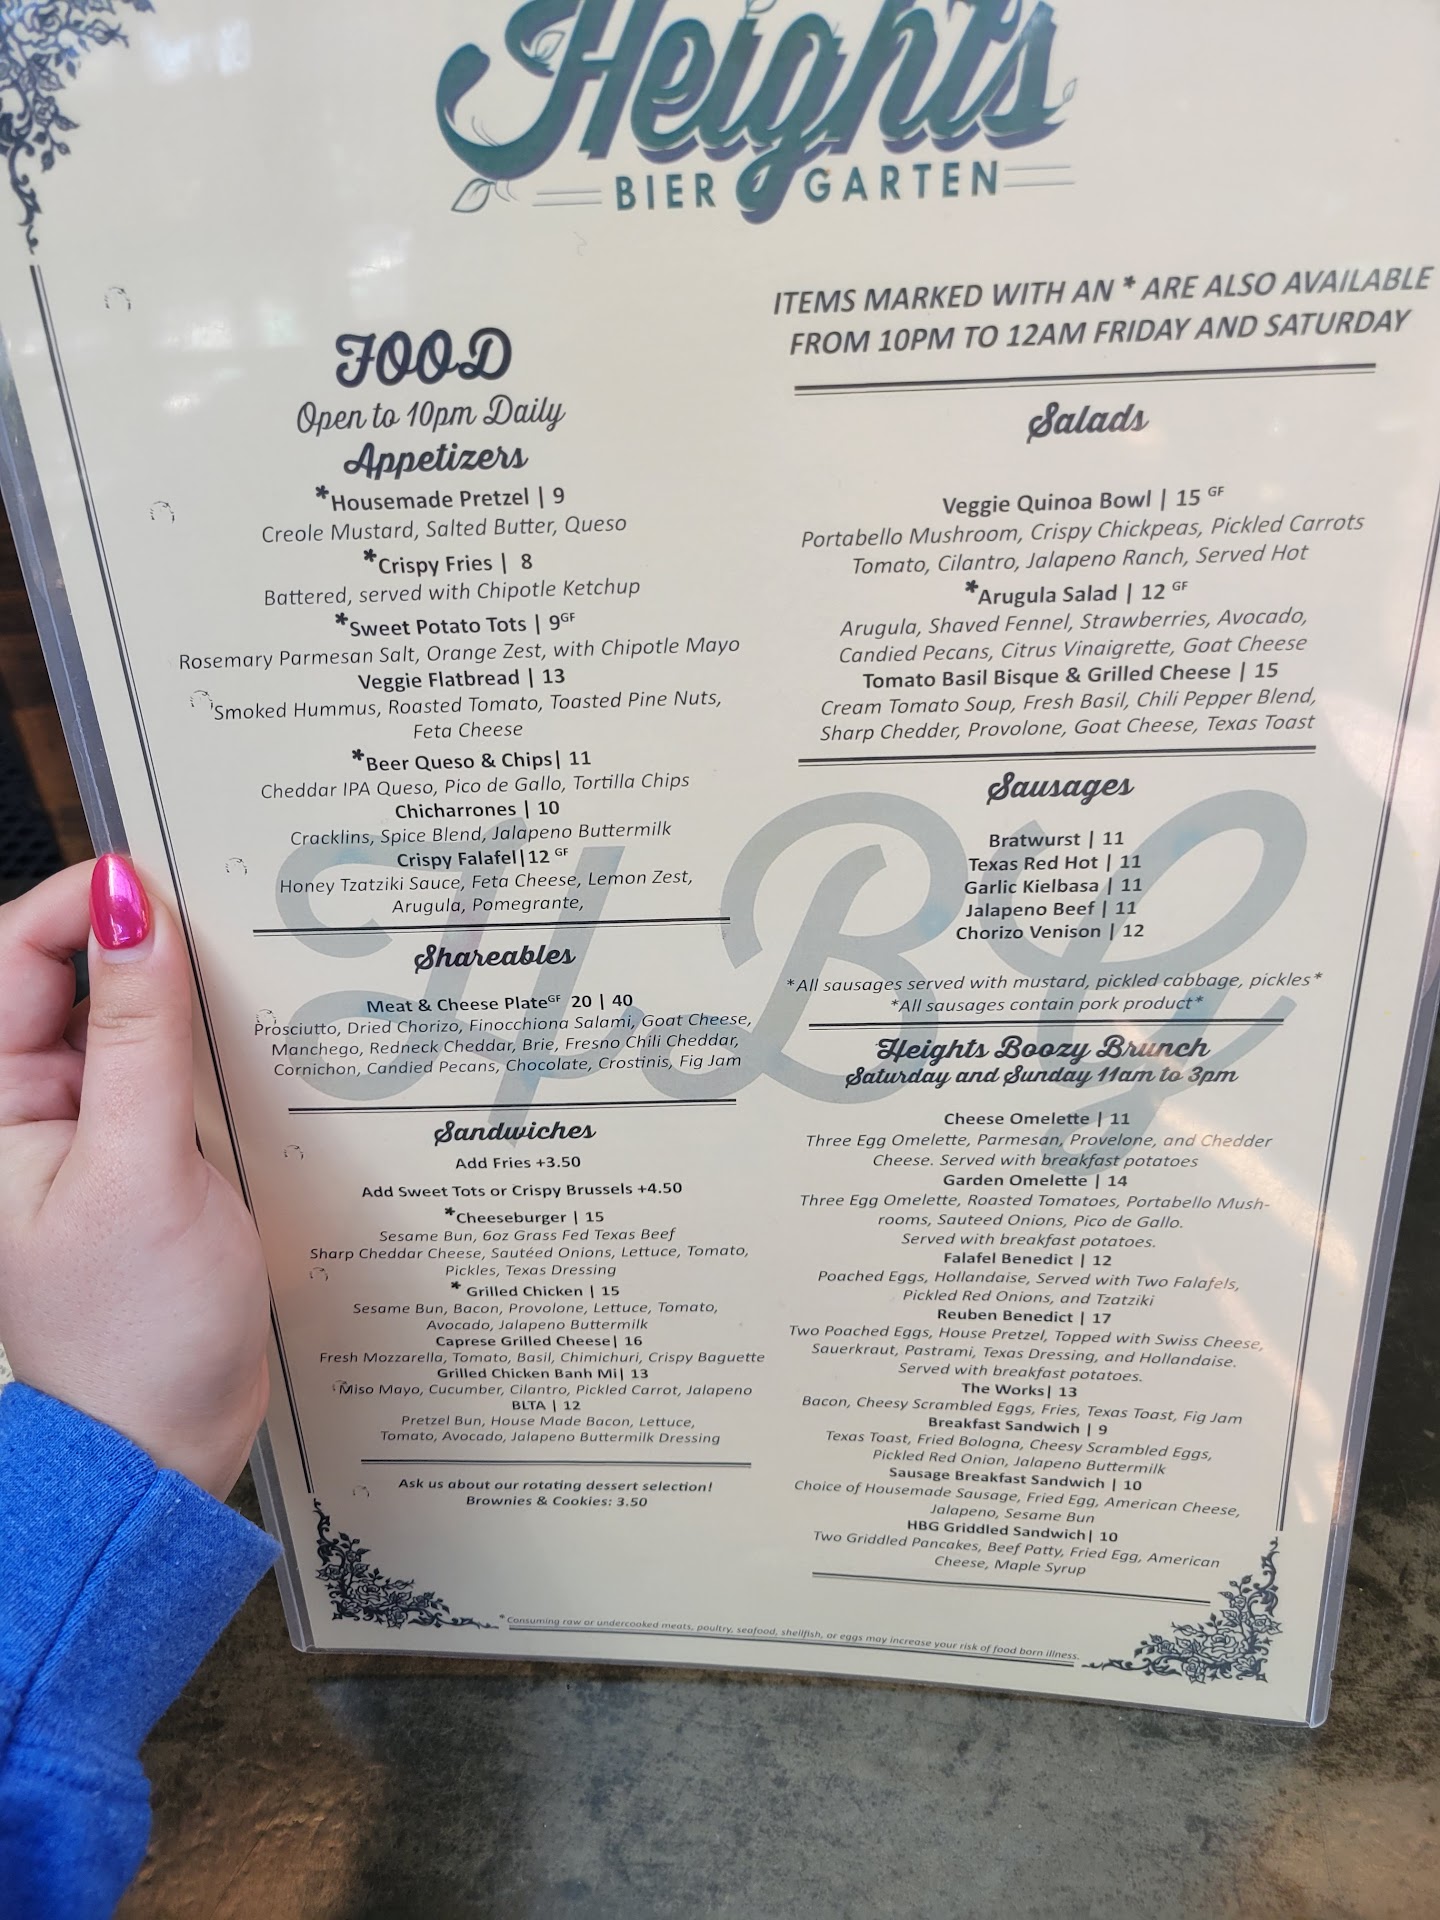 Heights
BIER GARTEN
ITEMS MARKED WITH AN * ARE ALSO AVAILABLE
FROM 10PM TO 12AM FRIDAY AND SATURDAY
FOOD
Open to 10pm Daily
Appetizers
*Housemade Pretzel | 9
Creole Mustard, Salted Butter, Queso
*Crispy Fries | 8
Battered, served with Chipotle Ketchup
*Sweet Potato Tots | 9GF
Rosemary Parmesan Salt, Orange Zest, with Chipotle Mayo
Veggie Flatbread | 13
Smoked Hummus, Roasted Tomato, Toasted Pine Nuts,
Feta Cheese
*Beer Queso & Chips| 11
Cheddar IPA Queso, Pico de Gallo, Tortilla Chips
Chicharrones | 10
Cracklins, Spice Blend, Jalapeno Buttermilk
Crispy Falafel|12 GF
Honey Tzatziki Sauce, Feta Cheese, Lemon Zest,
Arugula, Pomegrante,
Shareables
Meat & Cheese PlateGF 20 | 40
Prosciutto, Dried Chorizo, Finocchiona Salami, Goat Cheese,
Manchego, Redneck Cheddar, Brie, Fresno Chili Cheddar,
Cornichon, Candied Pecans, Chocolate, Crostinis, Fig Jam
Sandwiches
Add Fries +3.50
Add Sweet Tots or Crispy Brussels +4.50
*Cheeseburger | 15
Sesame Bun, 6oz Grass Fed Texas Beef
Sharp Cheddar Cheese, Sautéed Onions, Lettuce, Tomato,
Pickles, Texas Dressing
* Grilled Chicken | 15
Sesame Bun, Bacon, Provolone, Lettuce, Tomato,
Avocado, Jalapeno Buttermilk
Caprese Grilled Cheese| 16
Fresh Mozzarella, Tomato, Basil, Chimichuri, Crispy Baguette
Grilled Chicken Banh Mi| 13
Miso Mayo, Cucumber, Cilantro, Pickled Carrot, Jalapeno
BLTA | 12
Pretzel Bun, House Made Bacon, Lettuce,
Tomato, Avocado, Jalapeno Buttermilk Dressing
Ask us about our rotating dessert selection!
Brownies & Cookies: 3.50
Salads
Veggie Quinoa Bowl | 15 GF
Portabello Mushroom, Crispy Chickpeas, Pickled Carrots
Tomato, Cilantro, Jalapeno Ranch, Served Hot
*Arugula Salad | 12 GF
Arugula, Shaved Fennel, Strawberries, Avocado,
Candied Pecans, Citrus Vinaigrette, Goat Cheese
Tomato Basil Bisque & Grilled Cheese | 15
Cream Tomato Soup, Fresh Basil, Chili Pepper Blend,
Sharp Chedder, Provolone, Goat Cheese, Texas Toast
Sausages
Bratwurst | 11
Texas Red Hot | 11
Garlic Kielbasa | 11
Jalapeno Beef | 11
Chorizo Venison | 12
*All sausages served with mustard, pickled cabbage, pickles*
*All sausages contain pork product*
HBG
Heights Boozy Brunch
Saturday and Sunday 11am to 3pm
Cheese Omelette | 11
Three Egg Omelette, Parmesan, Provelone, and Chedder
Cheese. Served with breakfast potatoes
Garden Omelette | 14
Three Egg Omelette, Roasted Tomatoes, Portabello Mush-
rooms, Sauteed Onions, Pico de Gallo.
Served with breakfast potatoes.
Falafel Benedict | 12
Poached Eggs, Hollandaise, Served with Two Falafels,
Pickled Red Onions, and Tzatziki
Reuben Benedict | 17
Two Poached Eggs, House Pretzel, Topped with Swiss Cheese,
Sauerkraut, Pastrami, Texas Dressing, and Hollandaise.
Served with breakfast potatoes.
The Works| 13
Bacon, Cheesy Scrambled Eggs, Fries, Texas Toast, Fig Jam
Breakfast Sandwich | 9
Texas Toast, Fried Bologna, Cheesy Scrambled Eggs,
Pickled Red Onion, Jalapeno Buttermilk
Sausage Breakfast Sandwich | 10
Choice of Housemade Sausage, Fried Egg, American Cheese,
Jalapeno, Sesame Bun
HBG Griddled Sandwich| 10
Two Griddled Pancakes, Beef Patty, Fried Egg, American
Cheese, Maple Syrup
* Consuming raw or undercooked meats, poultry, seafood, shellfish, or eggs may increase your risk of food born illness.